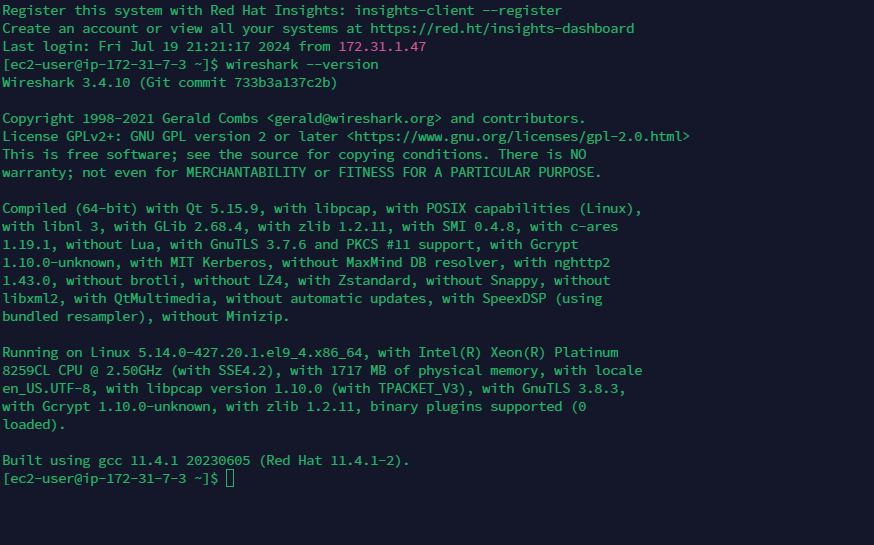 Register this system with Red Hat Insights: insights-client --register
Create an account or view all your systems at https://red.ht/insights-dashboard
Last login: Fri Jul 19 21:21:17 2024 from 172.31.1.47
[ec2-user@ip-172-31-7-3 ~]$ wireshark --version
Wireshark 3.4.10 (Git commit 733b3a137c2b)

Copyright 1998-2021 Gerald Combs <gerald@wireshark.org> and contributors.
License GPLv2+: GNU GPL version 2 or later <https://www.gnu.org/licenses/gpl-2.0.html>
This is free software; see the source for copying conditions. There is NO
warranty; not even for MERCHANTABILITY or FITNESS FOR A PARTICULAR PURPOSE.

Compiled (64-bit) with Qt 5.15.9, with libpcap, with POSIX capabilities (Linux),
with libnl 3, with GLib 2.68.4, with zlib 1.2.11, with SMI 0.4.8, with c-ares
1.19.1, without Lua, with GnuTLS 3.7.6 and PKCS #11 support, with Gcrypt
1.10.0-unknown, with MIT Kerberos, without MaxMind DB resolver, with nghttp2
1.43.0, without brotli, without LZ4, with Zstandard, without Snappy, without
libxml2, with QtMultimedia, without automatic updates, with SpeexDSP (using
bundled resampler), without Minizip.

Running on Linux 5.14.0-427.20.1.el9_4.x86_64, with Intel(R) Xeon(R) Platinum
8259CL CPU @ 2.50GHz (with SSE4.2), with 1717 MB of physical memory, with locale
en_US.UTF-8, with libpcap version 1.10.0 (with TPACKET_V3), with GnuTLS 3.8.3,
with Gcrypt 1.10.0-unknown, with zlib 1.2.11, binary plugins supported (0
loaded).

Built using gcc 11.4.1 20230605 (Red Hat 11.4.1-2).
[ec2-user@ip-172-31-7-3 ~]$